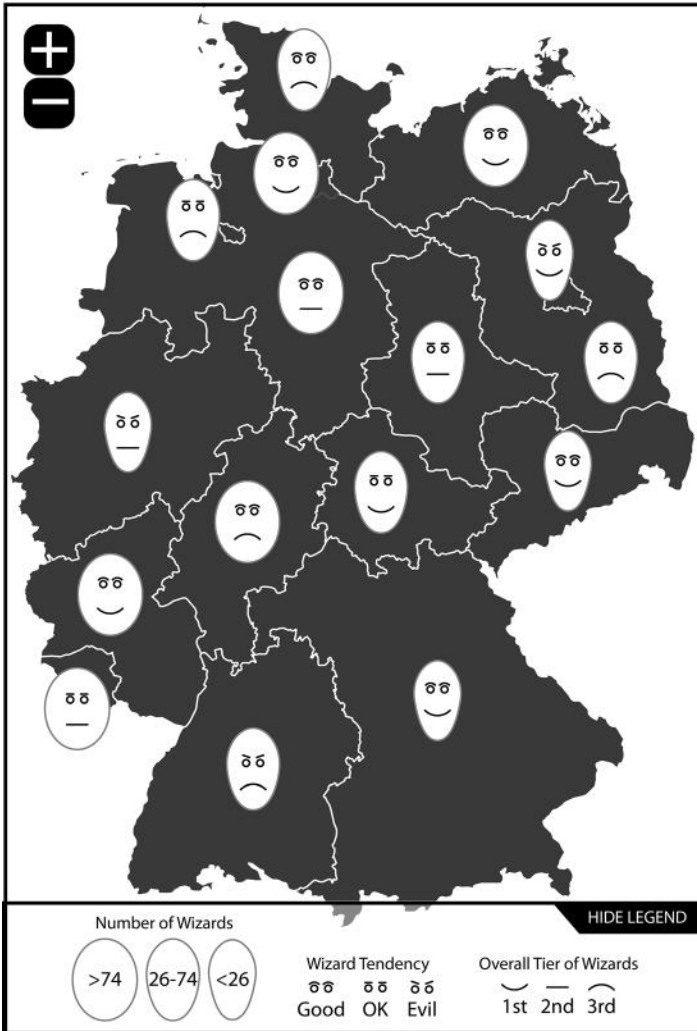 +
−
HIDE LEGEND
Number of Wizards
>74 26-74 <26
Wizard Tendency
Good OK Evil
Overall Tier of Wizards
1st 2nd 3rd